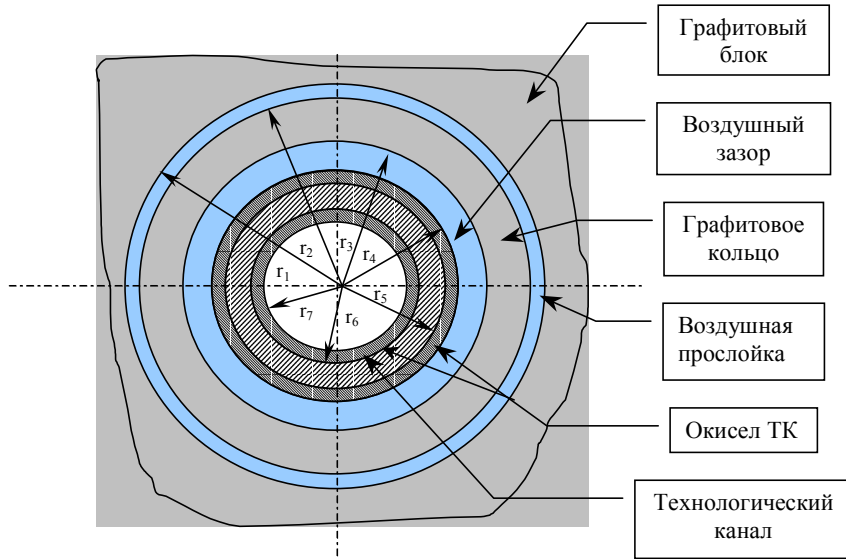 Графитовый
блок
Воздушный
зазор
Графитовое
кольцо
Воздушная
прослойка
Окисел ТК
Технологический
канал
r₁
r₂
r₃
r₄
r₅
r₆
r₇